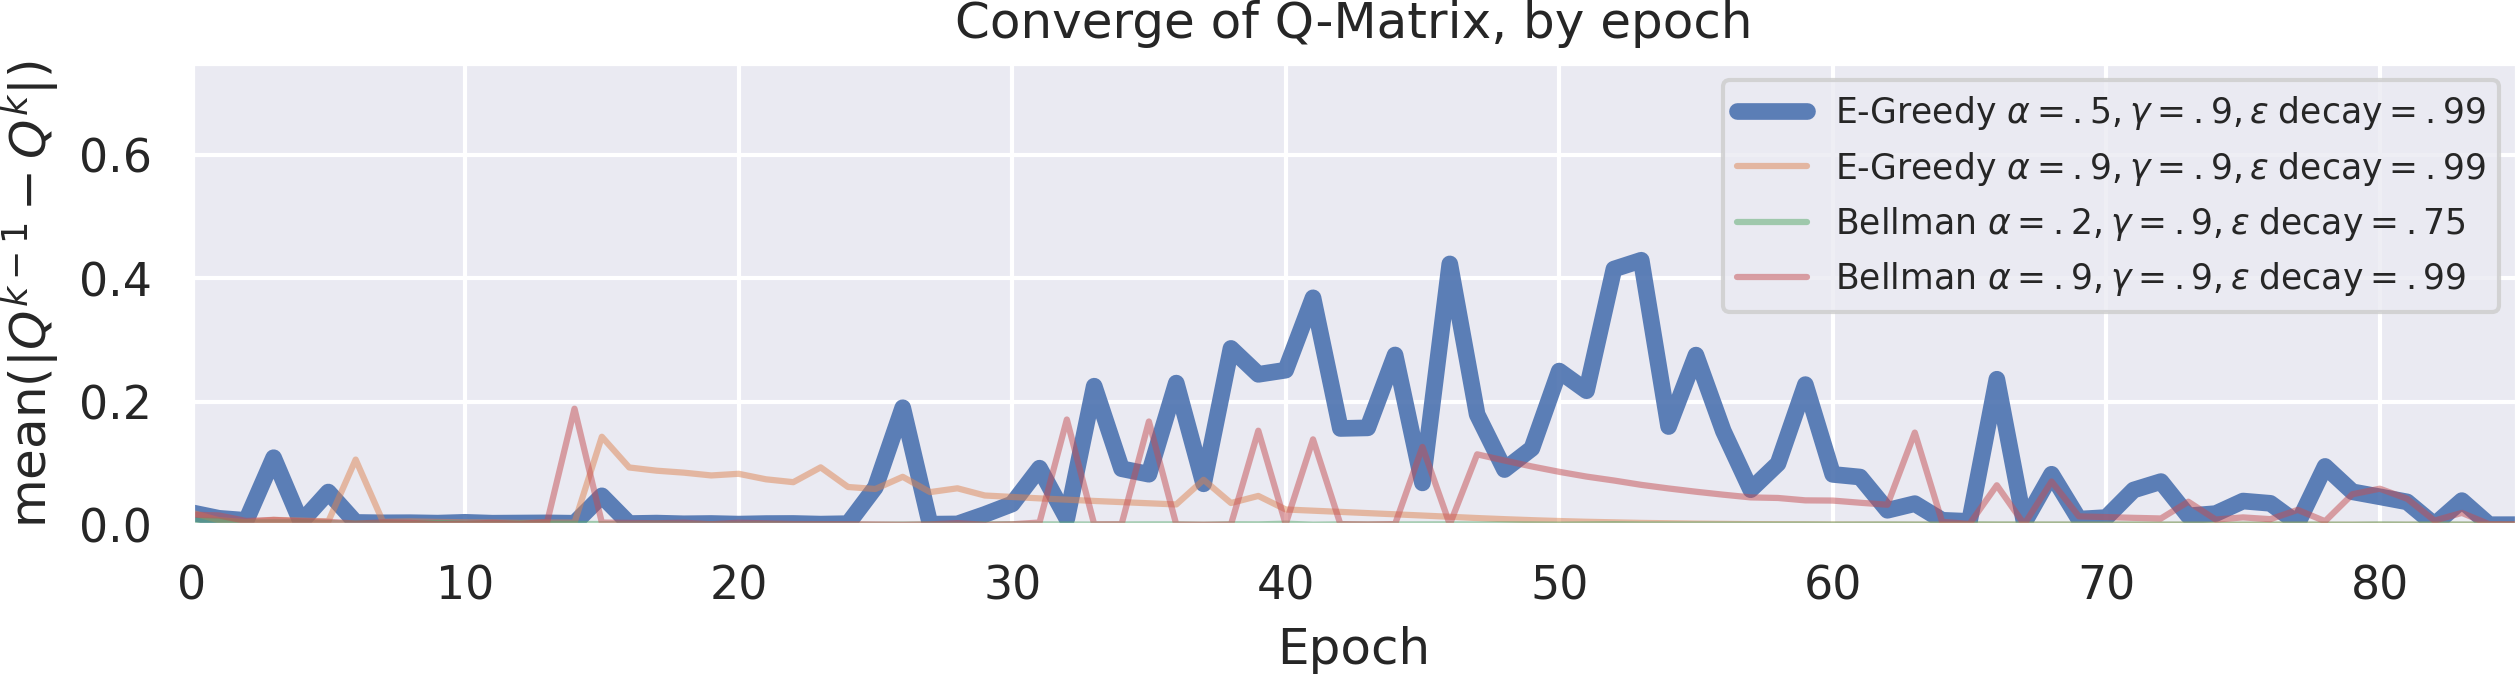 Converge of Q-Matrix, by epoch
mean(|Q^{k−1} − Q^k|)
0.6
0.4
0.2
0.0
E-Greedy α = .5, γ = .9, ε decay = .99
E-Greedy α = .9, γ = .9, ε decay = .99
Bellman α = .2, γ = .9, ε decay = .75
Bellman α = .9, γ = .9, ε decay = .99
0 10 20 30 40 50 60 70 80
Epoch